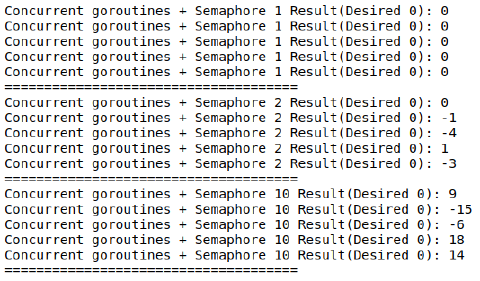 Concurrent goroutines + Semaphore 1 Result(Desired 0): 0
Concurrent goroutines + Semaphore 1 Result(Desired 0): 0
Concurrent goroutines + Semaphore 1 Result(Desired 0): 0
Concurrent goroutines + Semaphore 1 Result(Desired 0): 0
Concurrent goroutines + Semaphore 1 Result(Desired 0): 0
=====================================
Concurrent goroutines + Semaphore 2 Result(Desired 0): 0
Concurrent goroutines + Semaphore 2 Result(Desired 0): -1
Concurrent goroutines + Semaphore 2 Result(Desired 0): -4
Concurrent goroutines + Semaphore 2 Result(Desired 0): 1
Concurrent goroutines + Semaphore 2 Result(Desired 0): -3
=====================================
Concurrent goroutines + Semaphore 10 Result(Desired 0): 9
Concurrent goroutines + Semaphore 10 Result(Desired 0): -15
Concurrent goroutines + Semaphore 10 Result(Desired 0): -6
Concurrent goroutines + Semaphore 10 Result(Desired 0): 18
Concurrent goroutines + Semaphore 10 Result(Desired 0): 14
=====================================